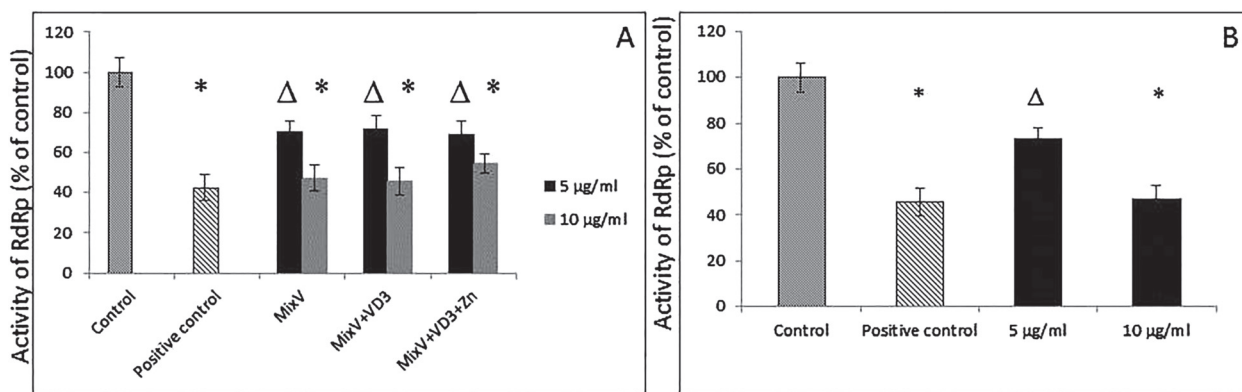 A
Activity of RdRp (% of control)
120
100
80
60
40
20
0
* Δ * Δ * Δ *
5 µg/ml
10 µg/ml
Control
Positive control
MixV
MixV+VD3
MixV+VD3+Zn
B
Activity of RdRp (% of control)
120
100
80
60
40
20
0
* Δ *
Control Positive control 5 µg/ml 10 µg/ml